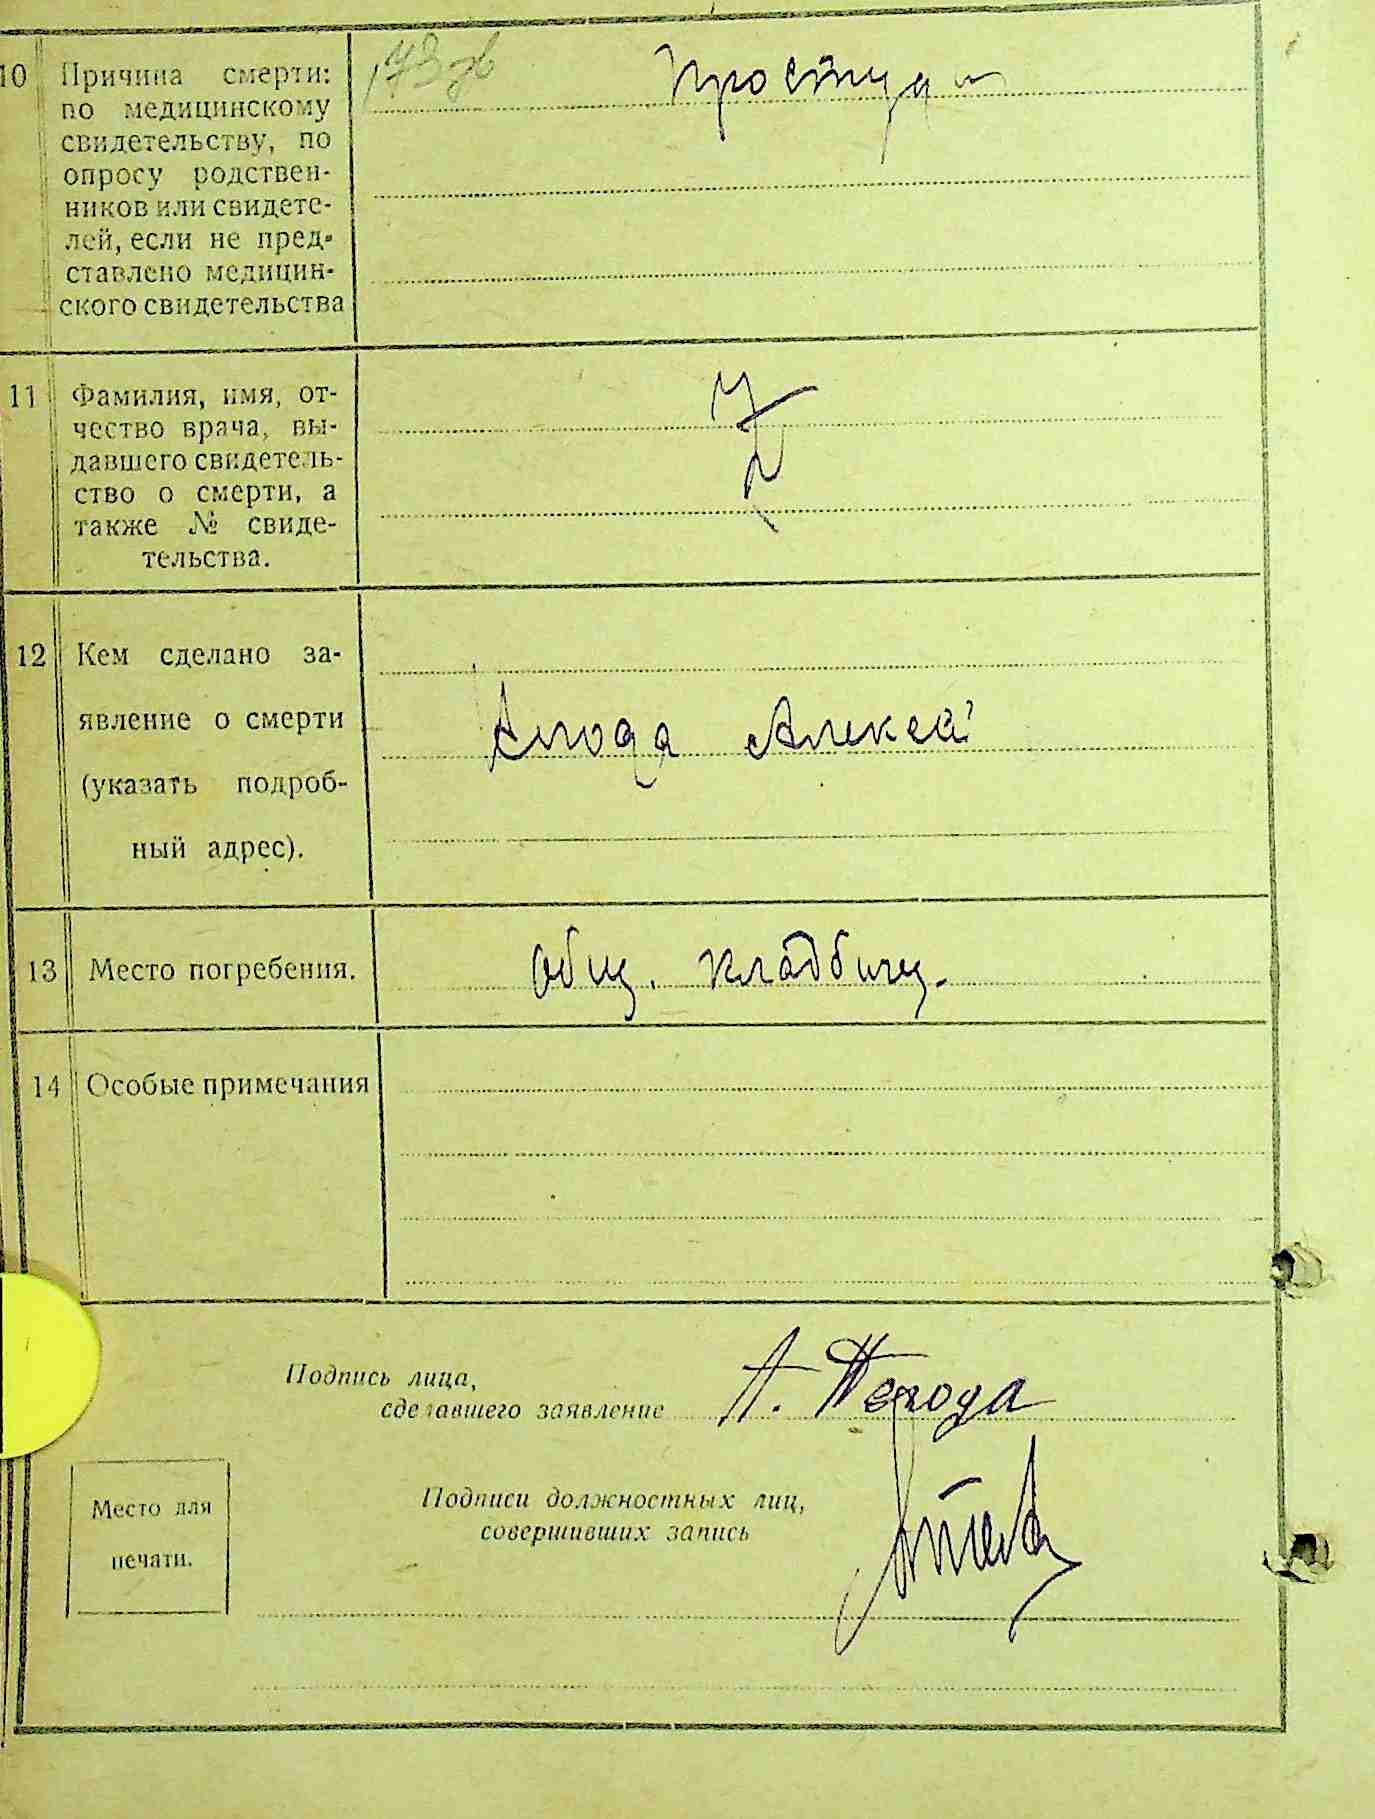 10 Причина смерти:
по медицинскому
свидетельству, по
опросу родствен-
ников или свидете-
лей, если не пред-
ставлено медицин-
ского свидетельства
простуда
11 Фамилия, имя, от-
чество врача, вы-
давшего свидетель-
ство о смерти, а
также № свиде-
тельства.
12 Кем сделано за-
явление о смерти
(указать подроб-
ный адрес).
Алексей
13 Место погребения.
общ. кладбищ.
14 Особые примечания
Подпись лица,
сделавшего заявление А.
Подписи должностных лиц,
совершивших запись
Место для
печати.